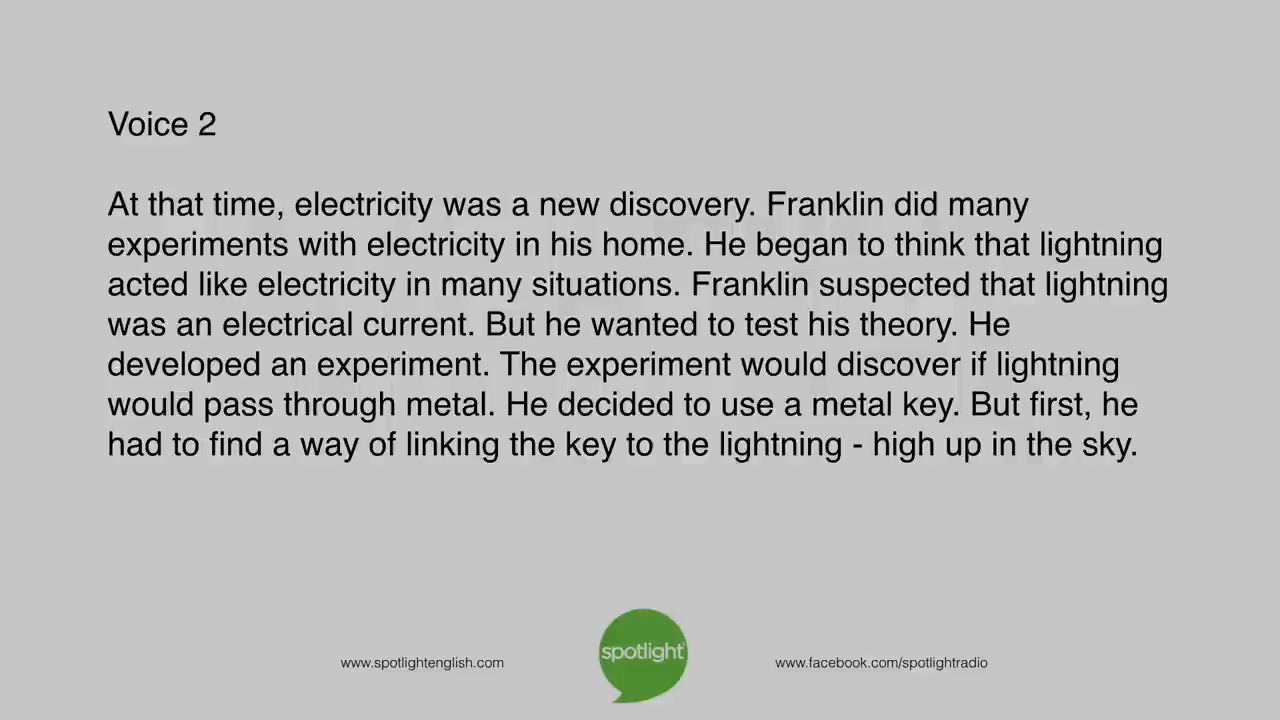 Voice 2
At that time, electricity was a new discovery. Franklin did many
experiments with electricity in his home. He began to think that lightning
acted like electricity in many situations. Franklin suspected that lightning
was an electrical current. But he wanted to test his theory. He
developed an experiment. The experiment would discover if lightning
would pass through metal. He decided to use a metal key. But first, he
had to find a way of linking the key to the lightning - high up in the sky.
www.spotlightenglish.com
spotlight
www.facebook.com/spotlightradio